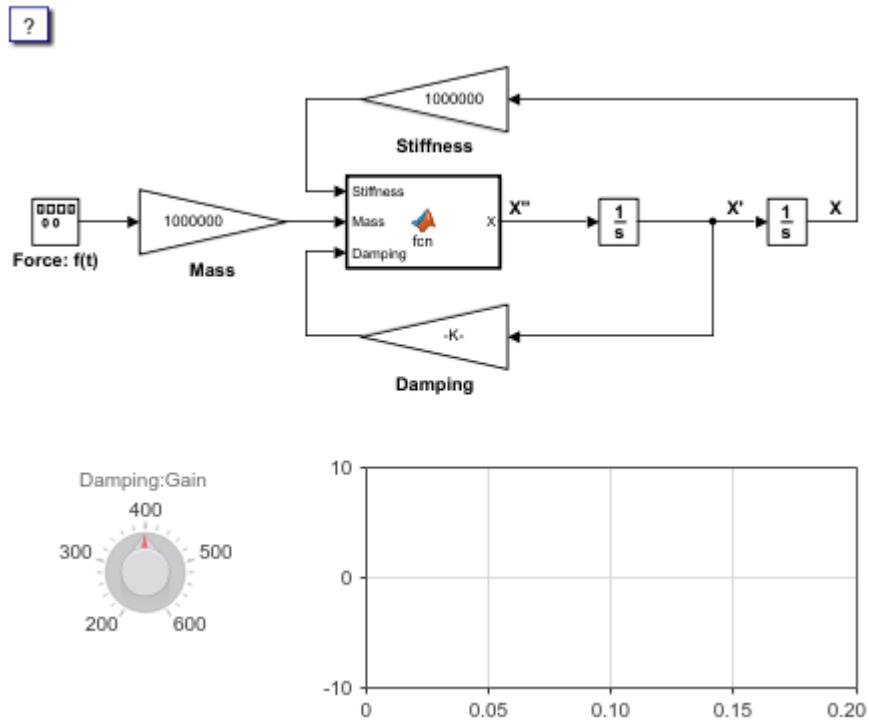 ?
1000000
Stiffness
Stiffness
1000000
Mass
X
X''
1
s
X'
1
s
X
fcn
Force: f(t)
Damping
Mass
-K-
Damping
Damping:Gain
400
300
500
200
600
10
0
-10
0
0.05
0.10
0.15
0.20